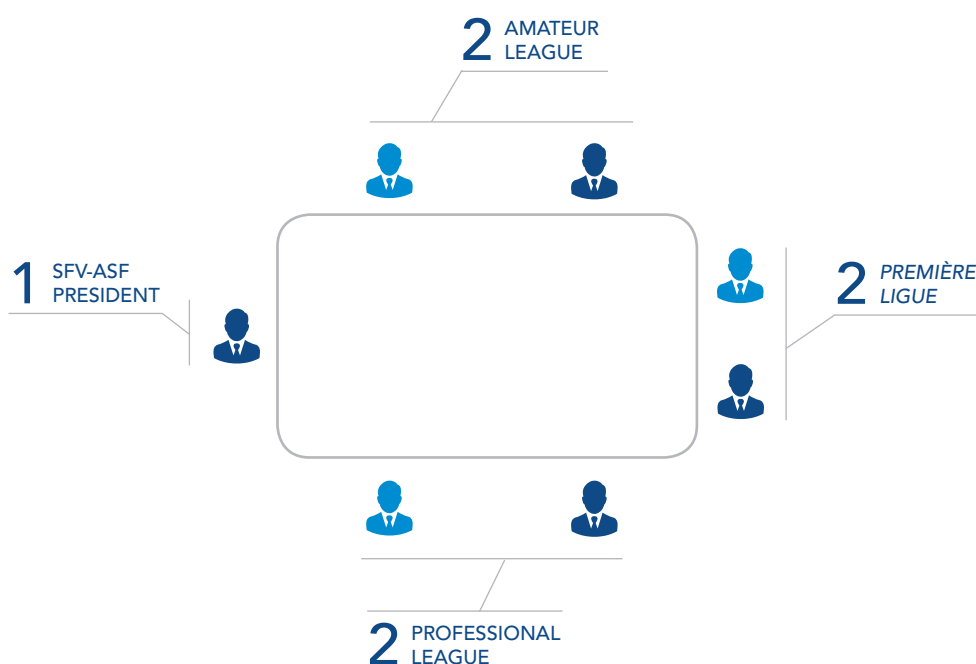 2 AMATEUR
LEAGUE
1 SFV-ASF
PRESIDENT
2 PREMIÈRE
LIGUE
2 PROFESSIONAL
LEAGUE